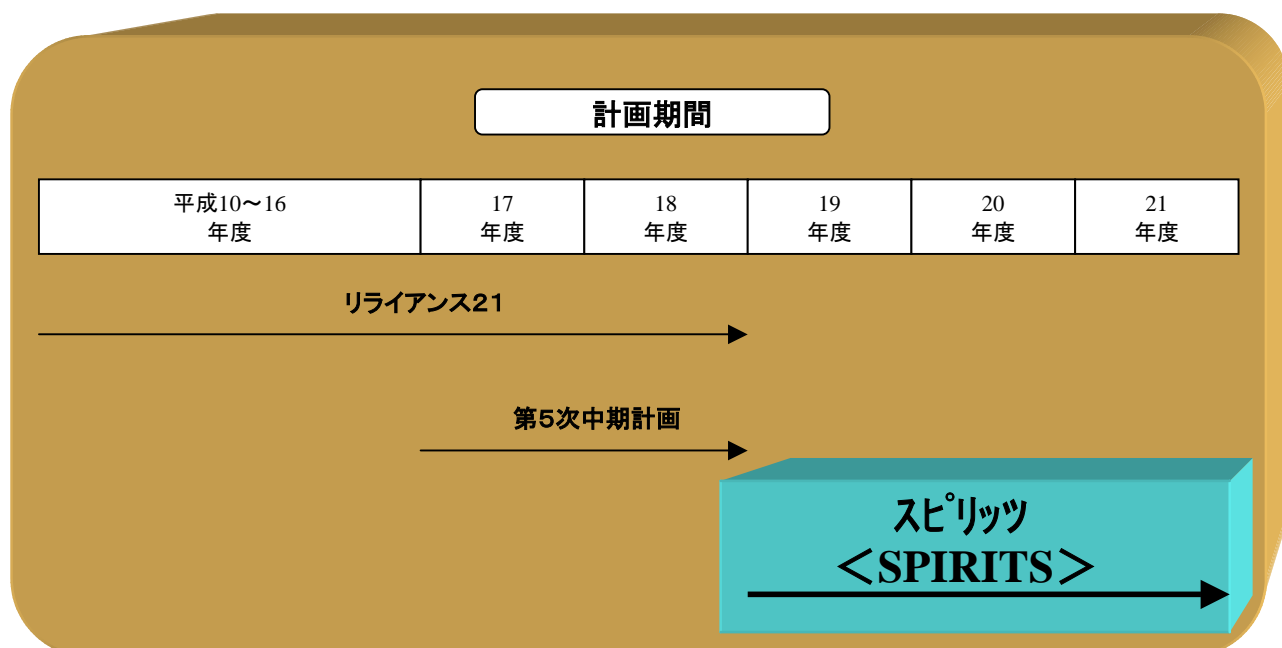 計画期間
平成10～16
年度
17
年度
18
年度
19
年度
20
年度
21
年度
リライアンス２１
第５次中期計画
スピリッツ
＜SPIRITS＞